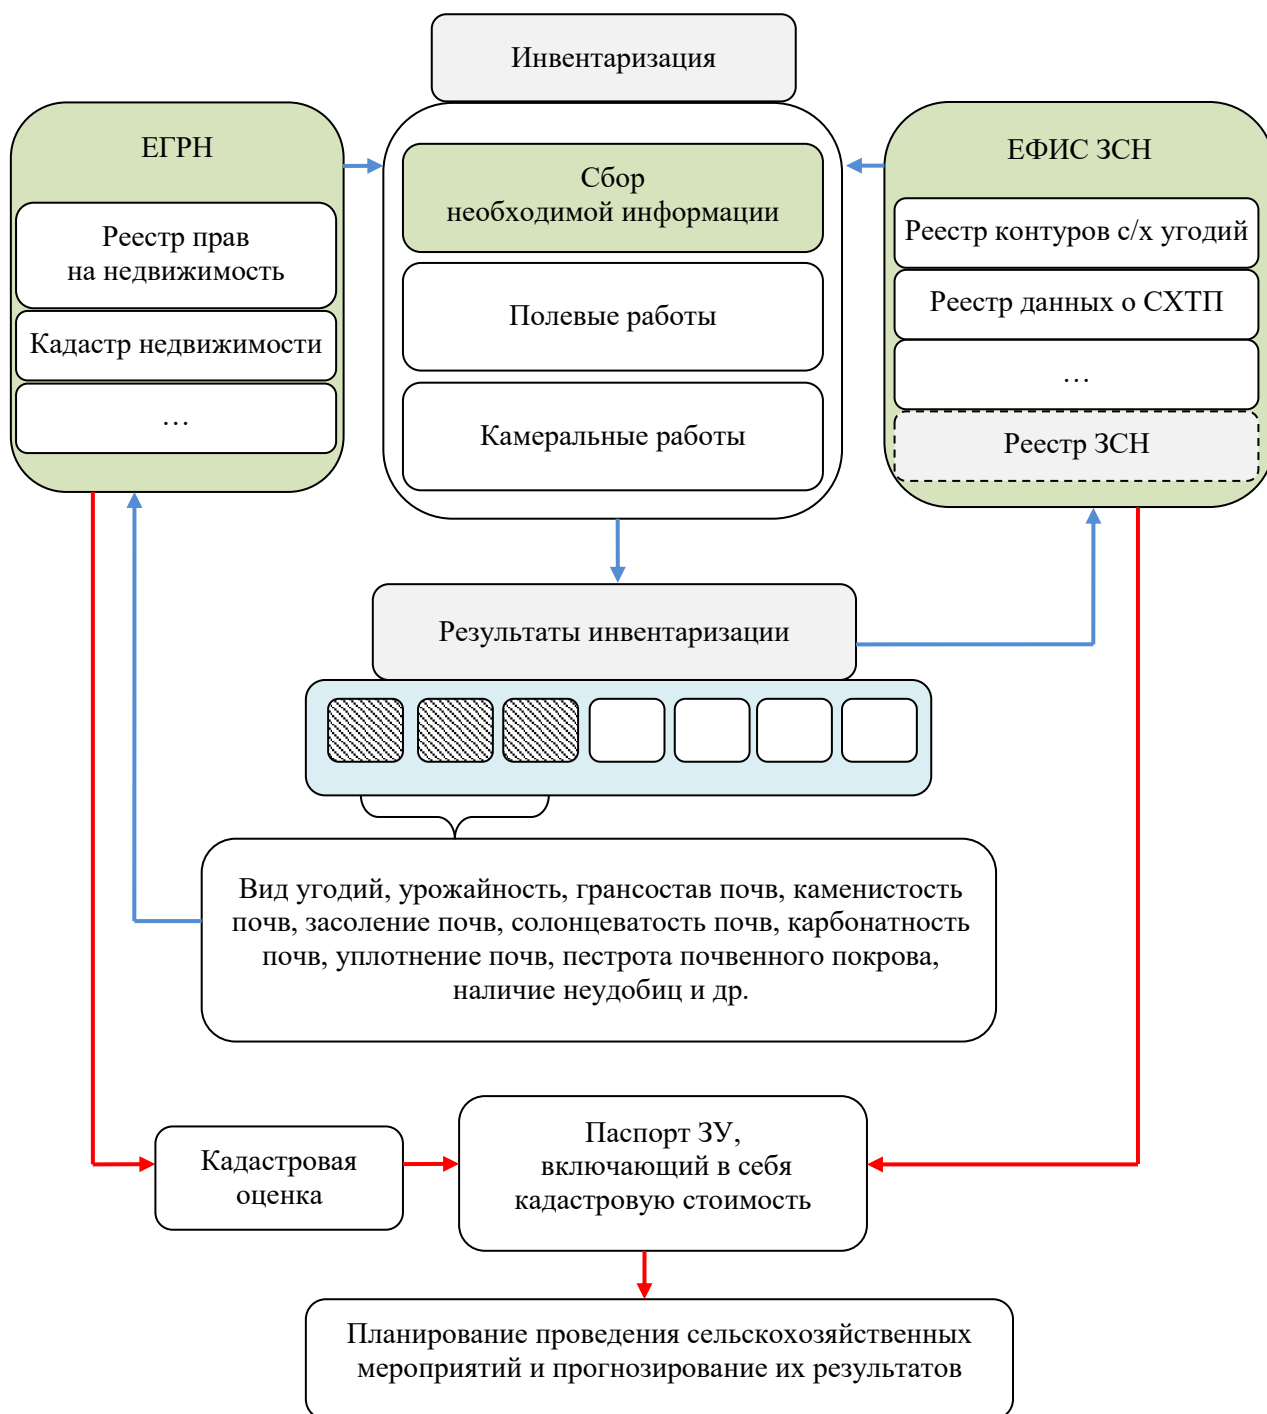 Инвентаризация
ЕГРН
Реестр прав
на недвижимость
Кадастр недвижимости
…
Сбор
необходимой информации
Полевые работы
Камеральные работы
ЕФИС ЗСН
Реестр контуров с/х угодий
Реестр данных о СХТП
…
Реестр ЗСН
Результаты инвентаризации
Вид угодий, урожайность, грансостав почв, каменистость
почв, засоление почв, солонцеватость почв, карбонатность
почв, уплотнение почв, пестрота почвенного покрова,
наличие неудобиц и др.
Кадастровая
оценка
Паспорт ЗУ,
включающий в себя
кадастровую стоимость
Планирование проведения сельскохозяйственных
мероприятий и прогнозирование их результатов